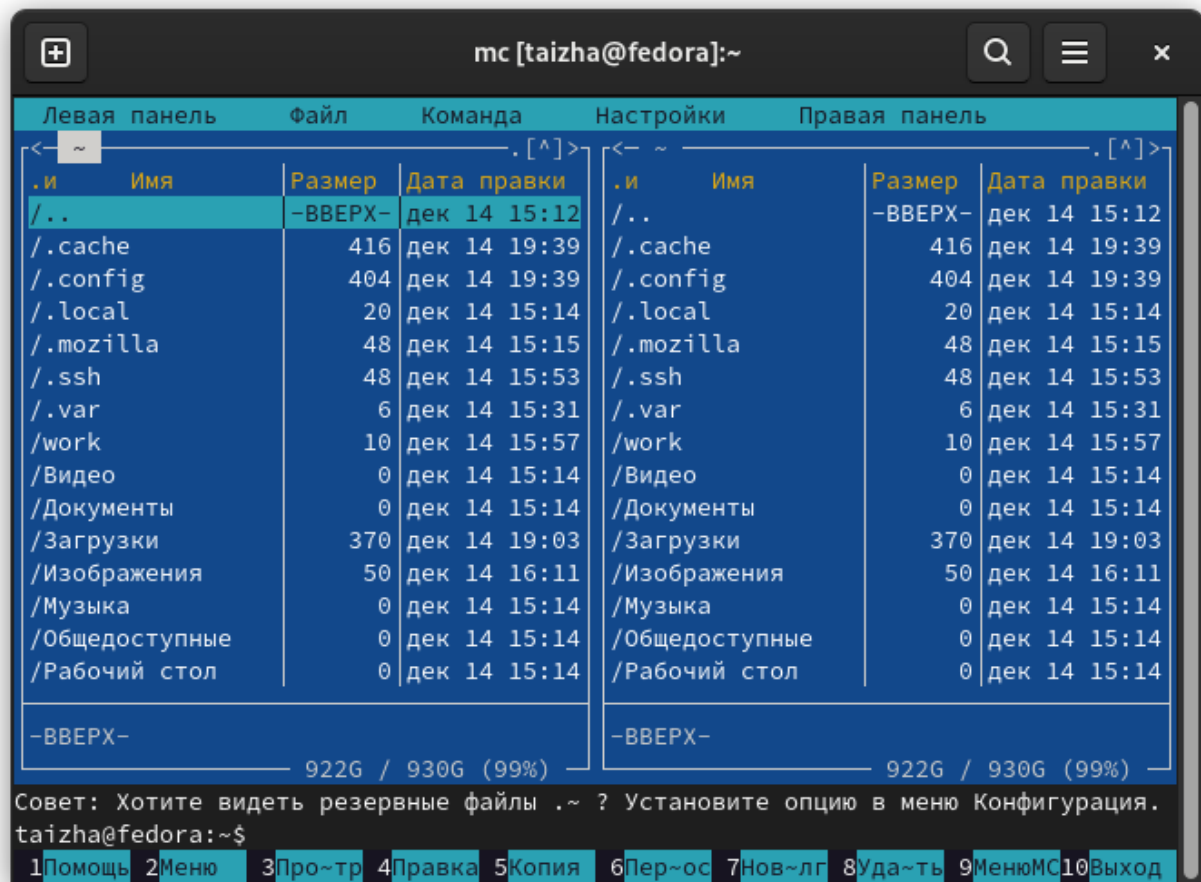 mc [taizha@fedora]:~
Левая панель Файл Команда Настройки Правая панель
<─ ~ ─.[^]>┐┌<─ ~ ─.[^]>
.и Имя Размер Дата правки .и Имя Размер Дата правки
/.. -ВВЕРХ- дек 14 15:12 /.. -ВВЕРХ- дек 14 15:12
/.cache 416 дек 14 19:39 /.cache 416 дек 14 19:39
/.config 404 дек 14 19:39 /.config 404 дек 14 19:39
/.local 20 дек 14 15:14 /.local 20 дек 14 15:14
/.mozilla 48 дек 14 15:15 /.mozilla 48 дек 14 15:15
/.ssh 48 дек 14 15:53 /.ssh 48 дек 14 15:53
/.var 6 дек 14 15:31 /.var 6 дек 14 15:31
/work 10 дек 14 15:57 /work 10 дек 14 15:57
/Видео 0 дек 14 15:14 /Видео 0 дек 14 15:14
/Документы 0 дек 14 15:14 /Документы 0 дек 14 15:14
/Загрузки 370 дек 14 19:03 /Загрузки 370 дек 14 19:03
/Изображения 50 дек 14 16:11 /Изображения 50 дек 14 16:11
/Музыка 0 дек 14 15:14 /Музыка 0 дек 14 15:14
/Общедоступные 0 дек 14 15:14 /Общедоступные 0 дек 14 15:14
/Рабочий стол 0 дек 14 15:14 /Рабочий стол 0 дек 14 15:14
-ВВЕРХ- -ВВЕРХ-
922G / 930G (99%) 922G / 930G (99%)
Совет: Хотите видеть резервные файлы .~ ? Установите опцию в меню Конфигурация.
taizha@fedora:~$
1Помощь 2Меню 3Про~тр 4Правка 5Копия 6Пер~ос 7Нов~лг 8Уда~ть 9МенюМС 10Выход